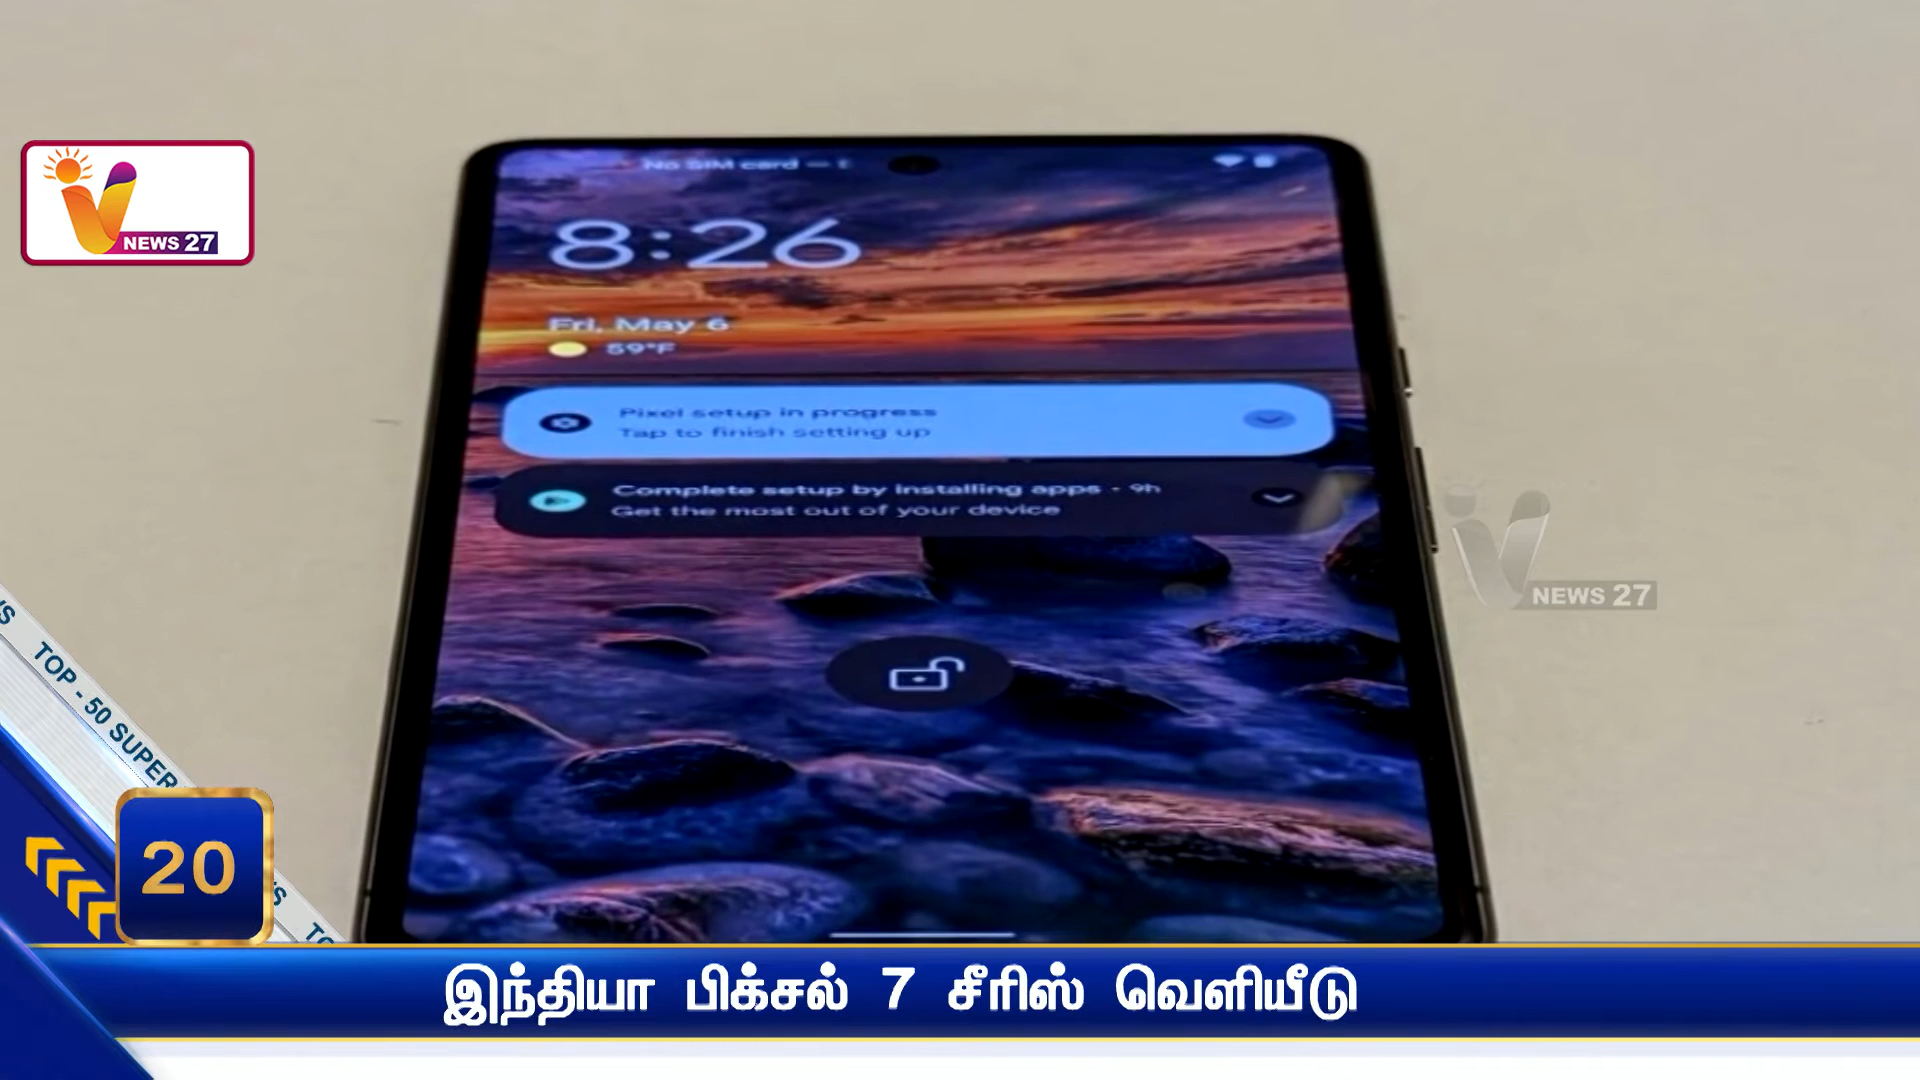 No SIM card
8:26
Fri, May 6
59°F
Pixel setup in progress
Tap to finish setting up
Complete setup by installing apps · 9h
Get the most out of your device
NEWS 27
NEWS 27
TOP - 50 SUPER
20
இந்தியா பிக்சல் 7 சீரிஸ் வெளியீடு